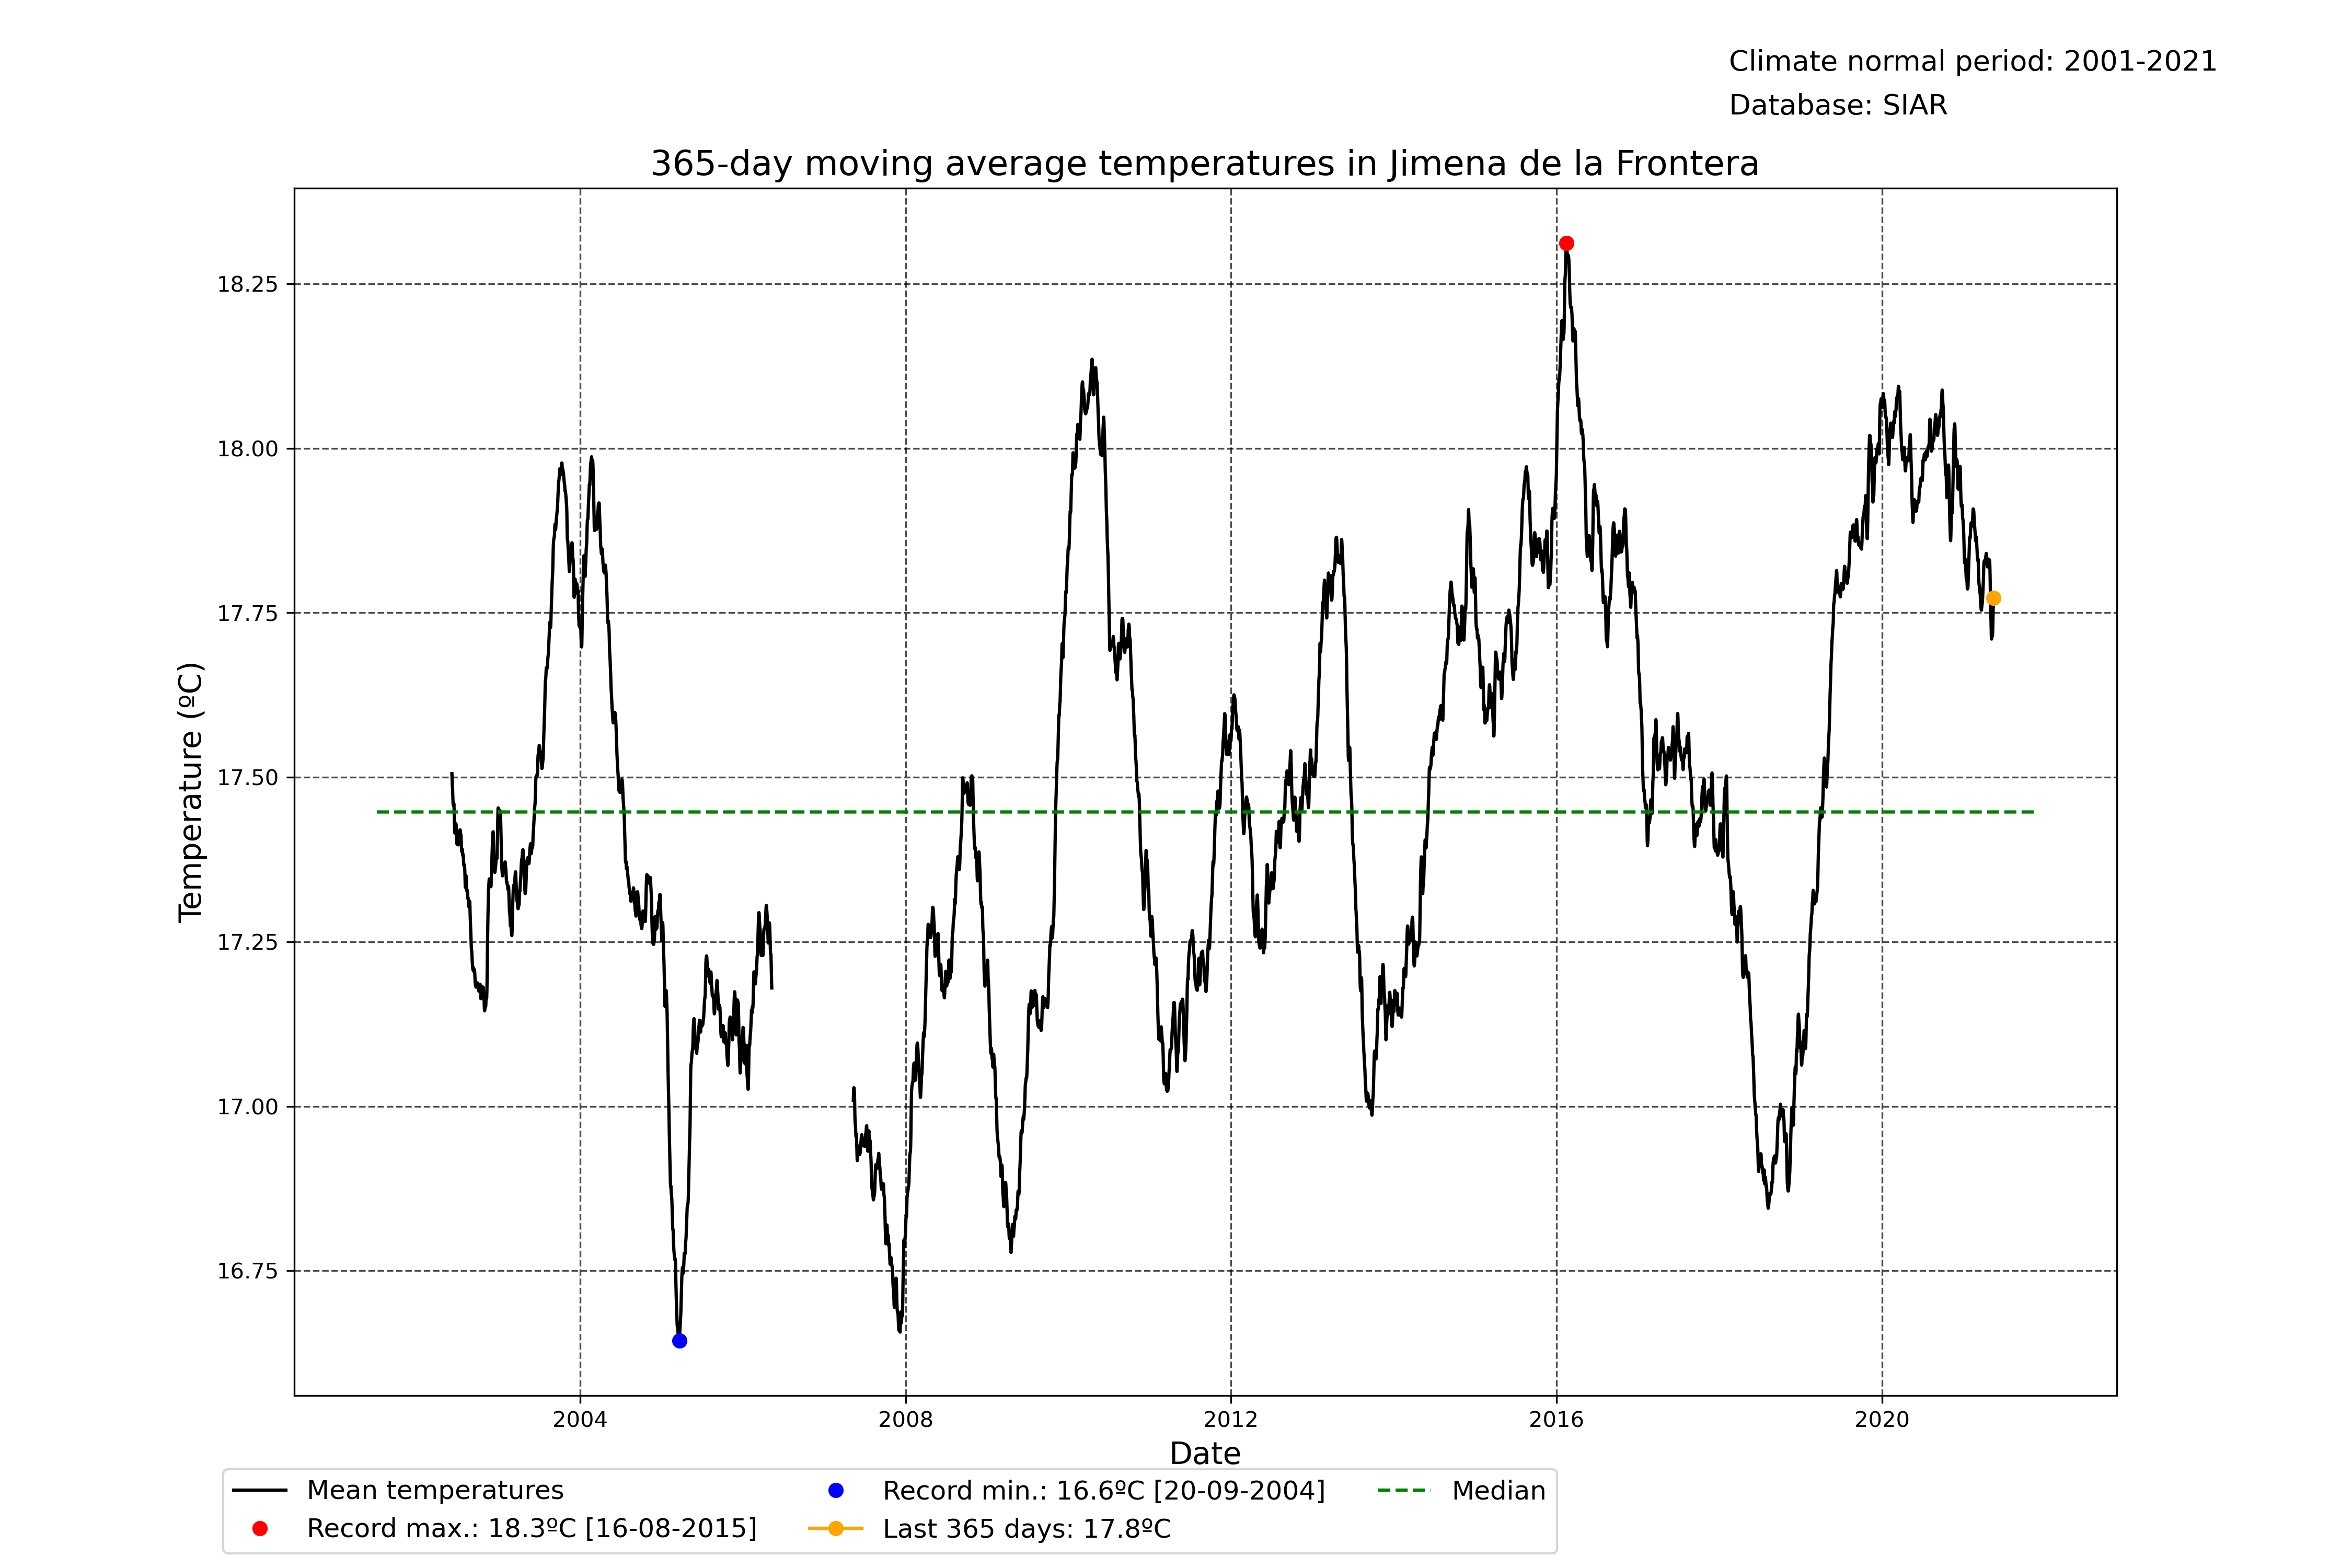 Climate normal period: 2001-2021
Database: SIAR
365-day moving average temperatures in Jimena de la Frontera
Temperature (ºC)
18.25
18.00
17.75
17.50
17.25
17.00
16.75
2004
2008
2012
2016
2020
Date
Mean temperatures
Record max.: 18.3ºC [16-08-2015]
Record min.: 16.6ºC [20-09-2004]
Last 365 days: 17.8ºC
Median